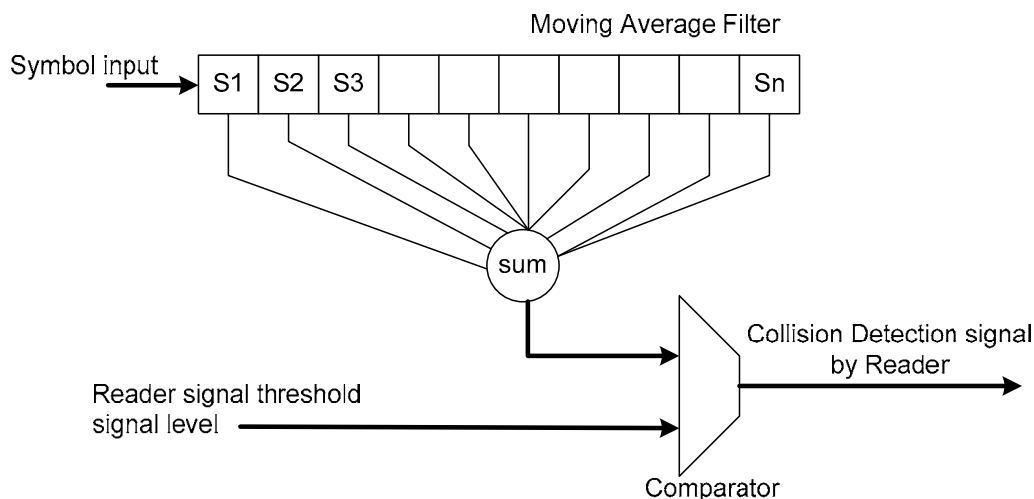 Moving Average Filter
Symbol input
S1 S2 S3 Sn
sum
Collision Detection signal
by Reader
Reader signal threshold
signal level
Comparator